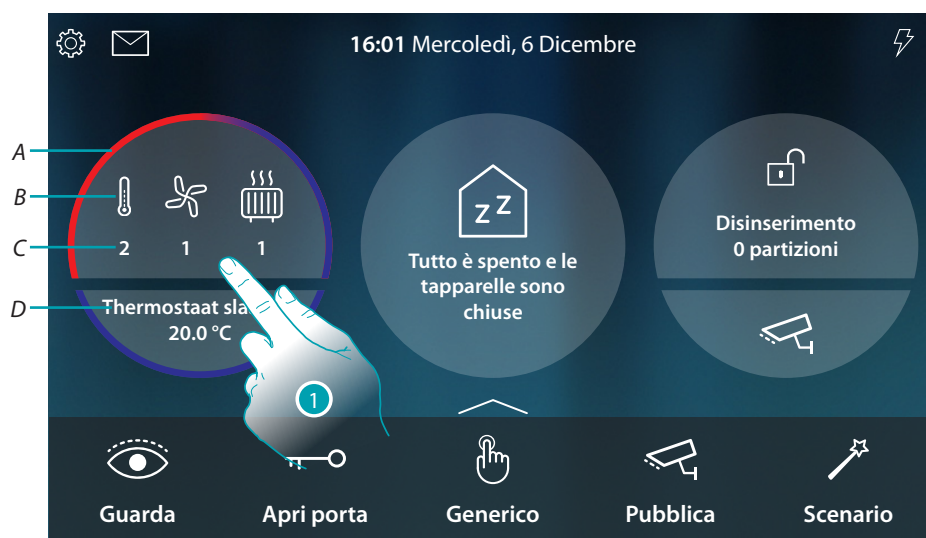 16:01 Mercoledì, 6 Dicembre
A
B
C
D
2 1 1
Thermostaat sla
20.0 °C
1
zz
Tutto è spento e le
tapparelle sono
chiuse
Disinserimento
0 partizioni
Guarda
Apri porta
Generico
Pubblica
Scenario